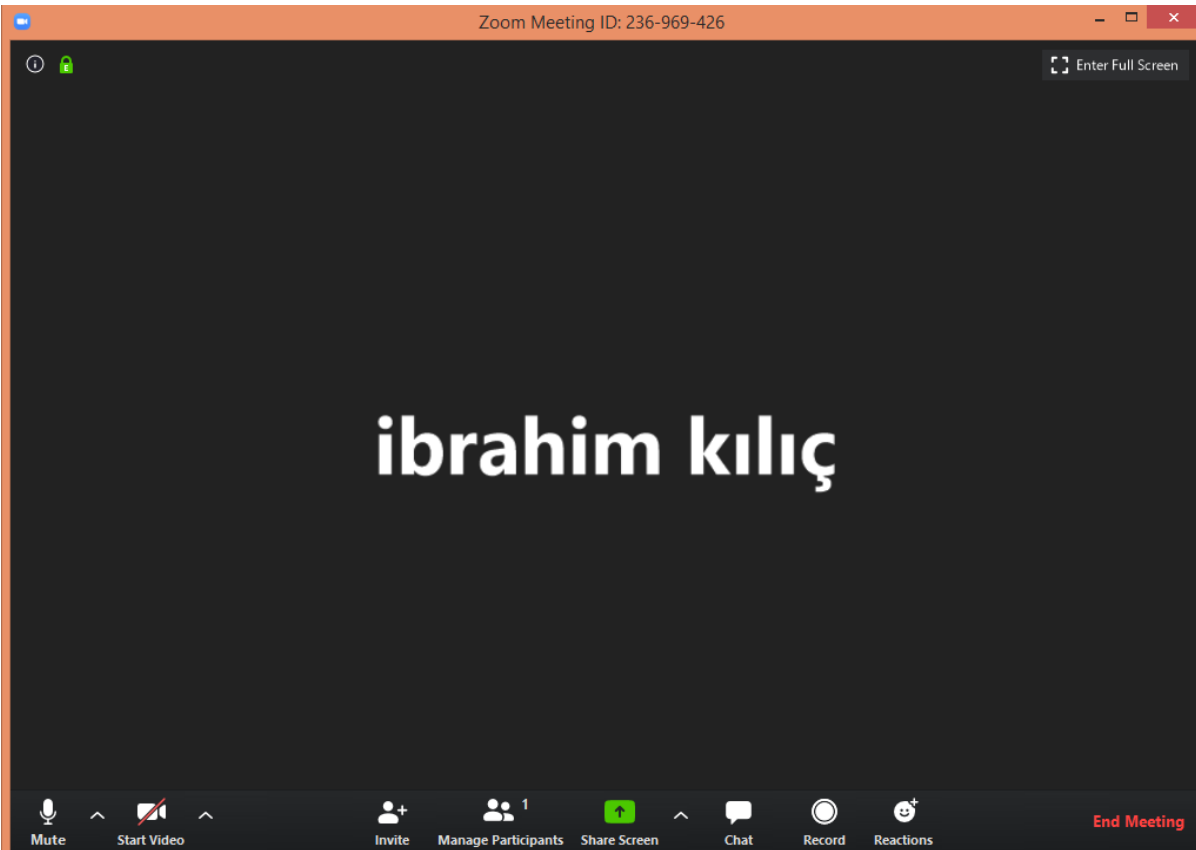 Zoom Meeting ID: 236-969-426
Enter Full Screen
E
ibrahim kılıç
1
Mute Start Video Invite Manage Participants Share Screen Chat Record Reactions End Meeting